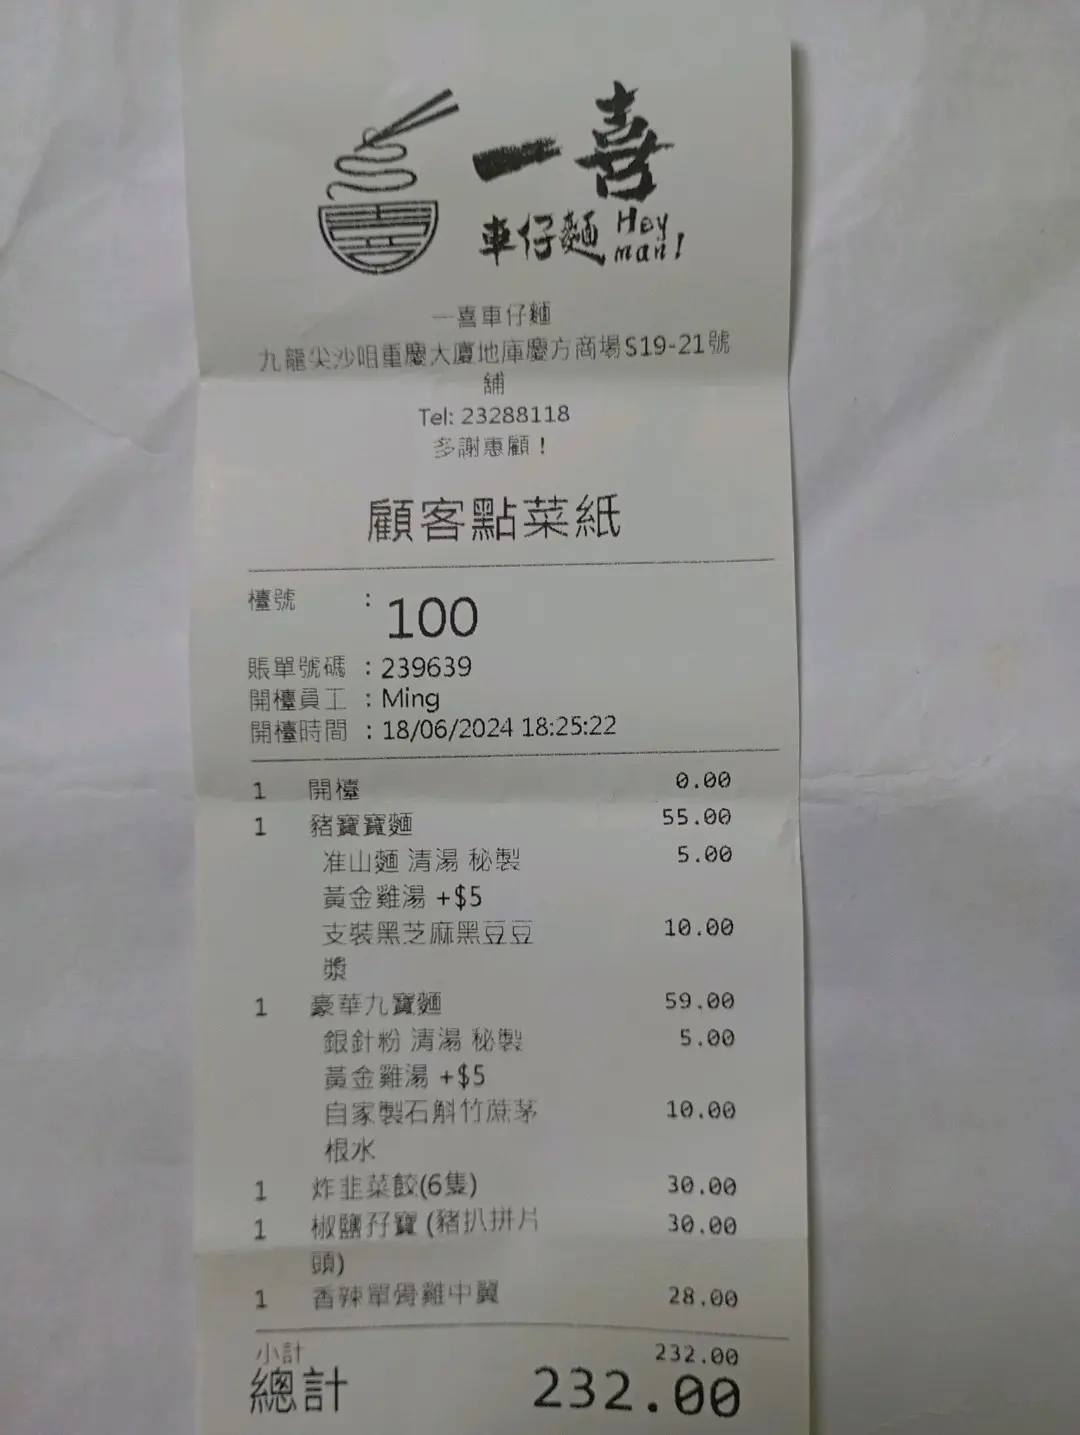 一喜
車仔麵 Hey man!
一喜車仔麵
九龍尖沙咀重慶大廈地庫慶方商場S19-21號
舖
Tel: 23288118
多謝惠顧！
顧客點菜紙
檯號 : 100
賬單號碼 : 239639
開檯員工 : Ming
開檯時間 : 18/06/2024 18:25:22
1 開檯 0.00
1 豬寶寶麵 55.00
准山麵 清湯 秘製 5.00
黃金雞湯 +$5
支裝黑芝麻黑豆豆 10.00
漿
1 豪華九寶麵 59.00
銀針粉 清湯 秘製 5.00
黃金雞湯 +$5
自家製石斛竹蔗茅 10.00
根水
1 炸韭菜餃(6隻) 30.00
1 椒鹽孖寶 (豬扒拼片 30.00
頭)
1 香辣單骨雞中翼 28.00
小計 232.00
總計 232.00